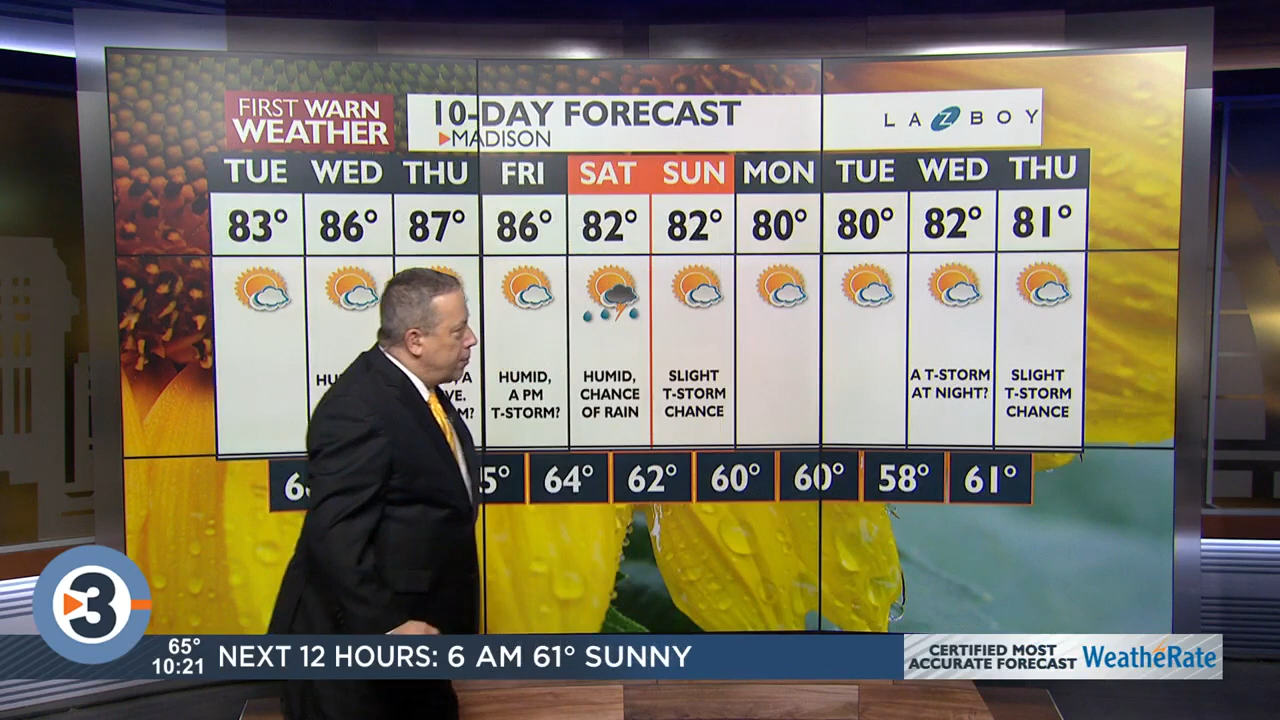 FIRST WARN
WEATHER
10-DAY FORECAST
MADISON
LA Z BOY
TUE WED THU FRI SAT SUN MON TUE WED THU
83° 86° 87° 86° 82° 82° 80° 80° 82° 81°
HUMID,
A PM
T-STORM?
HUMID,
CHANCE
OF RAIN
SLIGHT
T-STORM
CHANCE
A T-STORM
AT NIGHT?
SLIGHT
T-STORM
CHANCE
64° 62° 60° 60° 58° 61°
3
65°
10:21
NEXT 12 HOURS: 6 AM 61° SUNNY
CERTIFIED MOST
ACCURATE FORECAST
WeatheRate